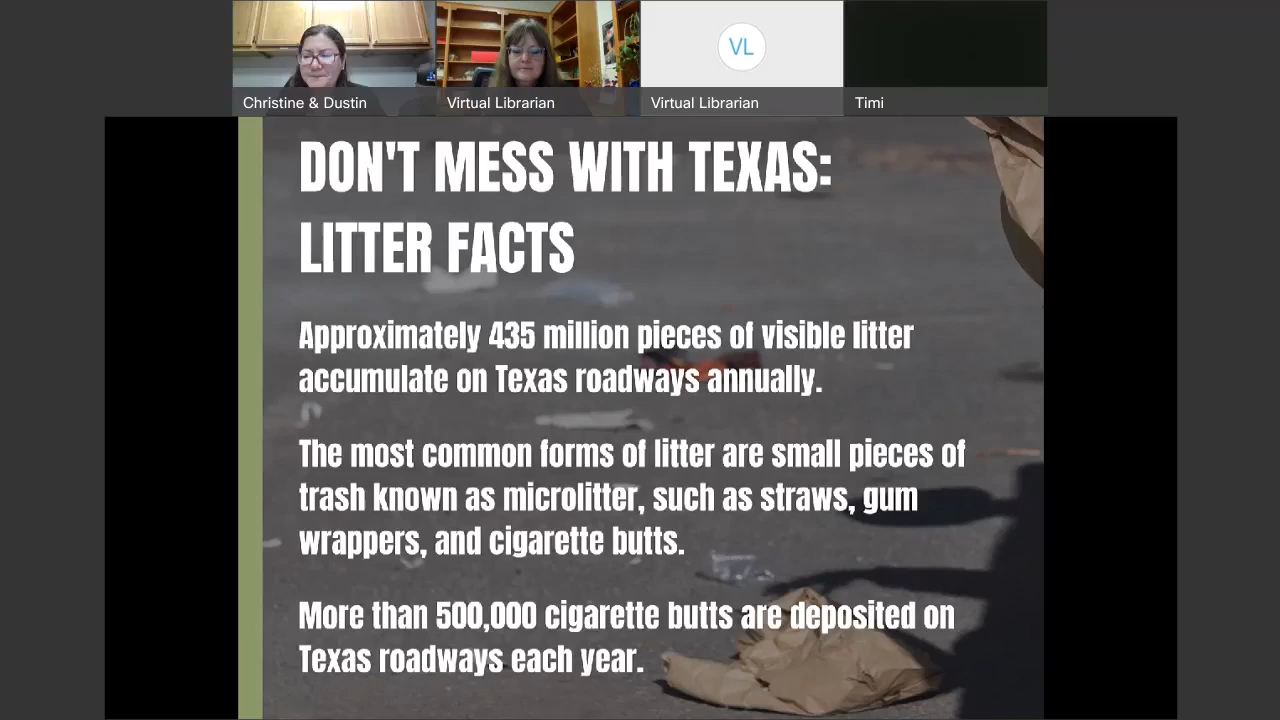 VL
Christine & Dustin
Virtual Librarian
Virtual Librarian
Timi
DON'T MESS WITH TEXAS:
LITTER FACTS
Approximately 435 million pieces of visible litter
accumulate on Texas roadways annually.
The most common forms of litter are small pieces of
trash known as microlitter, such as straws, gum
wrappers, and cigarette butts.
More than 500,000 cigarette butts are deposited on
Texas roadways each year.